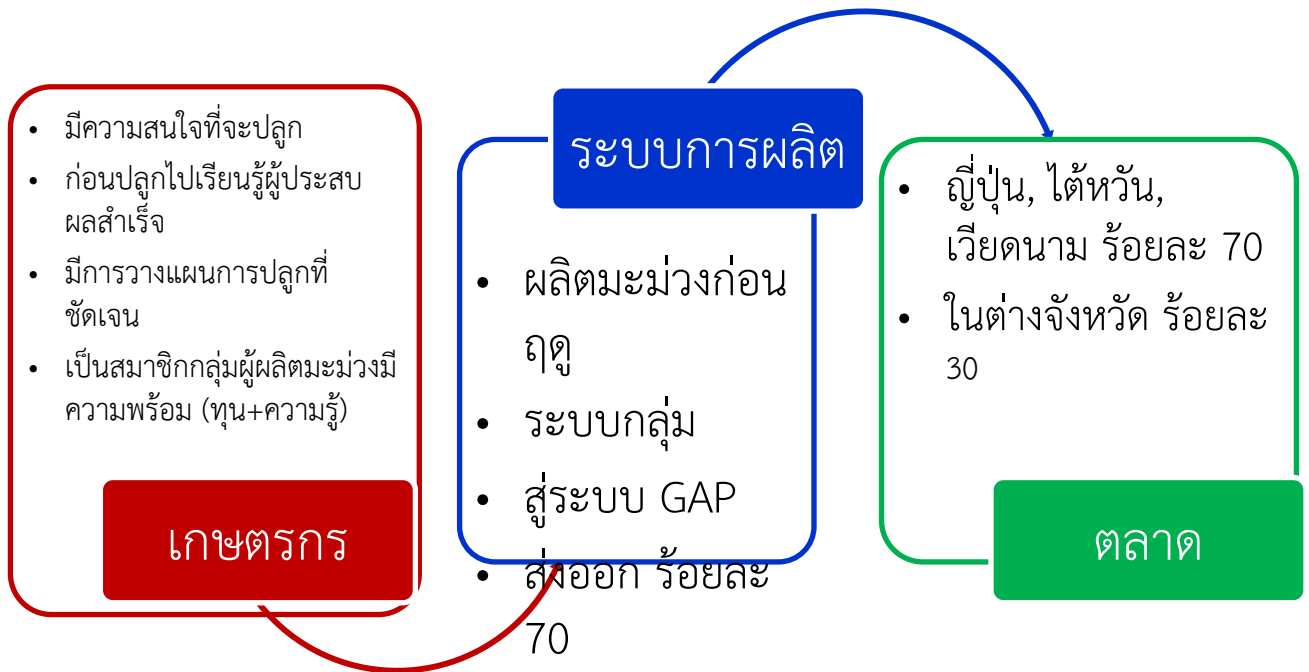 • มีความสนใจที่จะปลูก
• ก่อนปลูกไปเรียนรู้ผู้ประสบ
ผลสำเร็จ
• มีการวางแผนการปลูกที่
ชัดเจน
• เป็นสมาชิกกลุ่มผู้ผลิตมะม่วงมี
ความพร้อม (ทุน+ความรู้)
เกษตรกร
ระบบการผลิต
• ผลิตมะม่วงก่อน
ฤดู
• ระบบกลุ่ม
• สู่ระบบ GAP
• ส่งออก ร้อยละ
70
• ญี่ปุ่น, ไต้หวัน,
เวียดนาม ร้อยละ 70
• ในต่างจังหวัด ร้อยละ
30
ตลาด